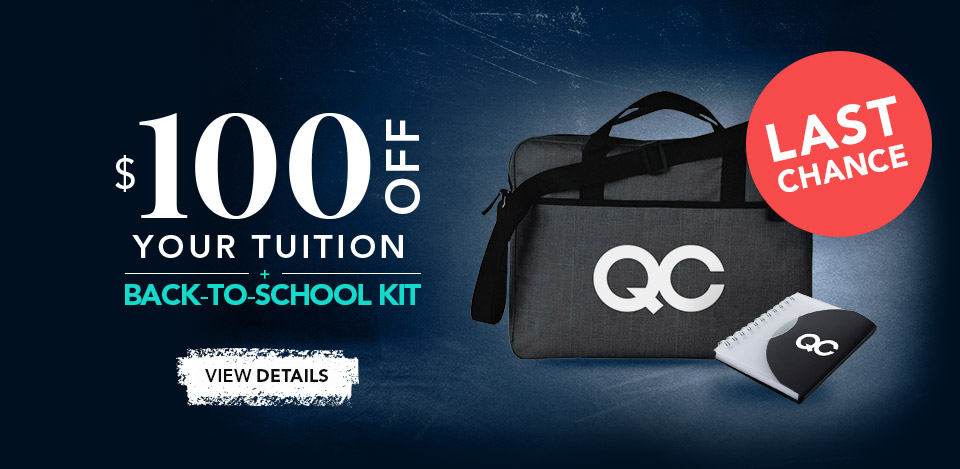 $100 OFF
YOUR TUITION
+
BACK-TO-SCHOOL KIT
VIEW DETAILS
LAST
CHANCE
QC
QC